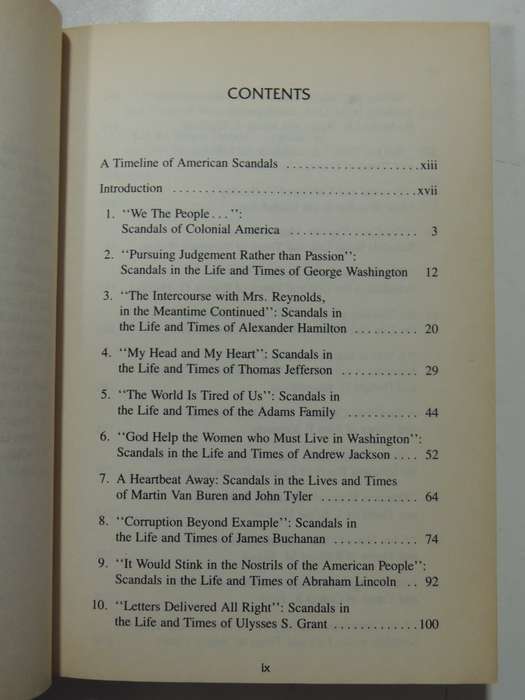 CONTENTS
A Timeline of American Scandals ....................xiii
Introduction .....................................xvii
1. "We The People...":
Scandals of Colonial America ................... 3
2. "Pursuing Judgement Rather than Passion":
Scandals in the Life and Times of George Washington 12
3. "The Intercourse with Mrs. Reynolds,
in the Meantime Continued": Scandals in
the Life and Times of Alexander Hamilton .......... 20
4. "My Head and My Heart": Scandals in
the Life and Times of Thomas Jefferson ............ 29
5. "The World Is Tired of Us": Scandals in
the Life and Times of the Adams Family ........... 44
6. "God Help the Women who Must Live in Washington":
Scandals in the Life and Times of Andrew Jackson .... 52
7. A Heartbeat Away: Scandals in the Lives and Times
of Martin Van Buren and John Tyler ............... 64
8. "Corruption Beyond Example": Scandals in
the Life and Times of James Buchanan ............. 74
9. "It Would Stink in the Nostrils of the American People":
Scandals in the Life and Times of Abraham Lincoln .. 92
10. "Letters Delivered All Right": Scandals in
the Life and Times of Ulysses S. Grant .............100
ix